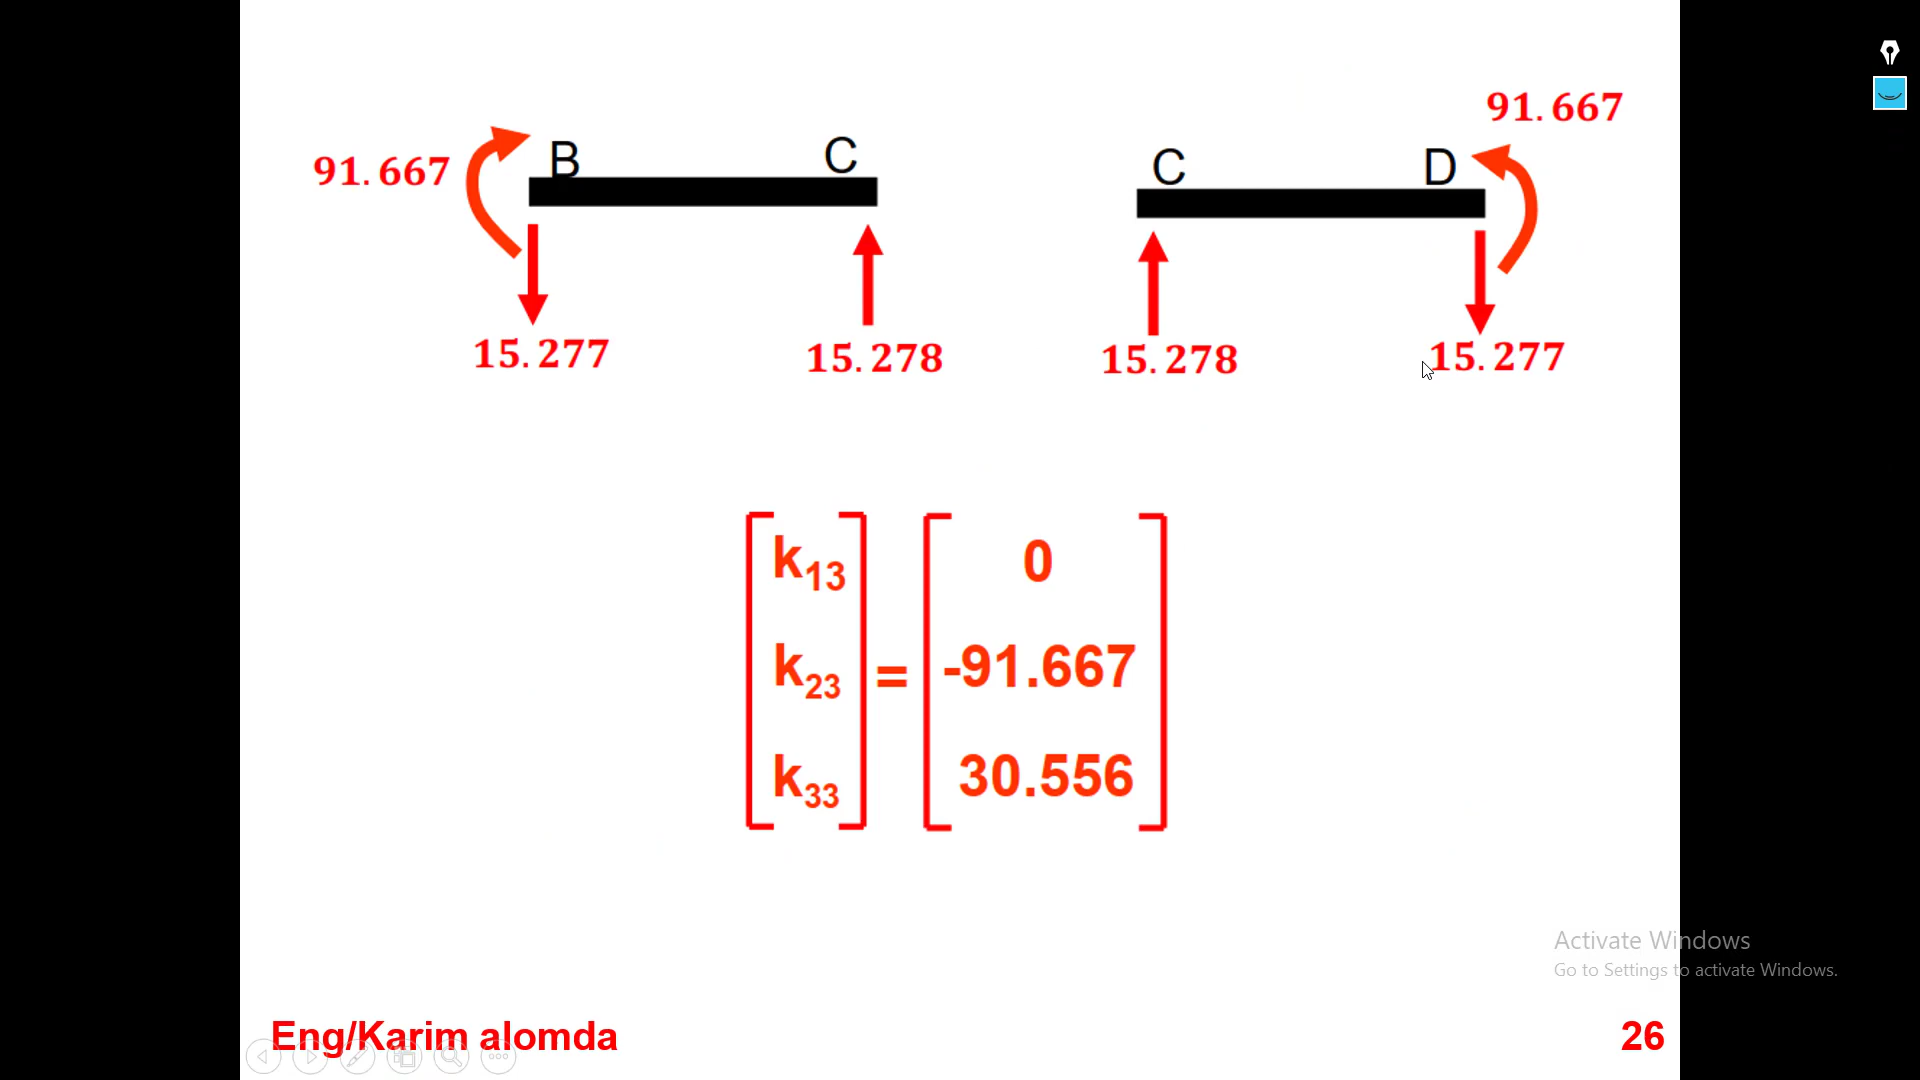 91.667
B
C
C
D
91.667
15.277
15.278
15.278
15.277
k13
k23
k33
=
0
-91.667
30.556
Activate Windows
Go to Settings to activate Windows.
Eng/Karim alomda
26